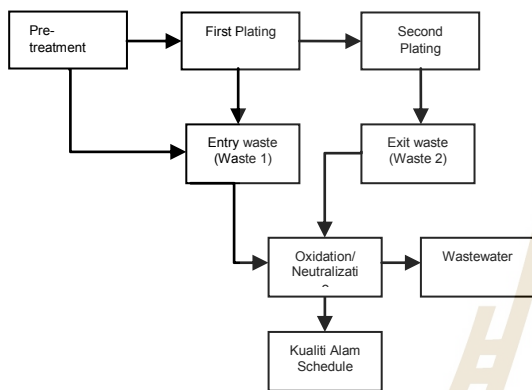 Pre-
treatment
First Plating
Second
Plating
Entry waste
(Waste 1)
Exit waste
(Waste 2)
Oxidation/
Neutralizati
Wastewater
Kualiti Alam
Schedule